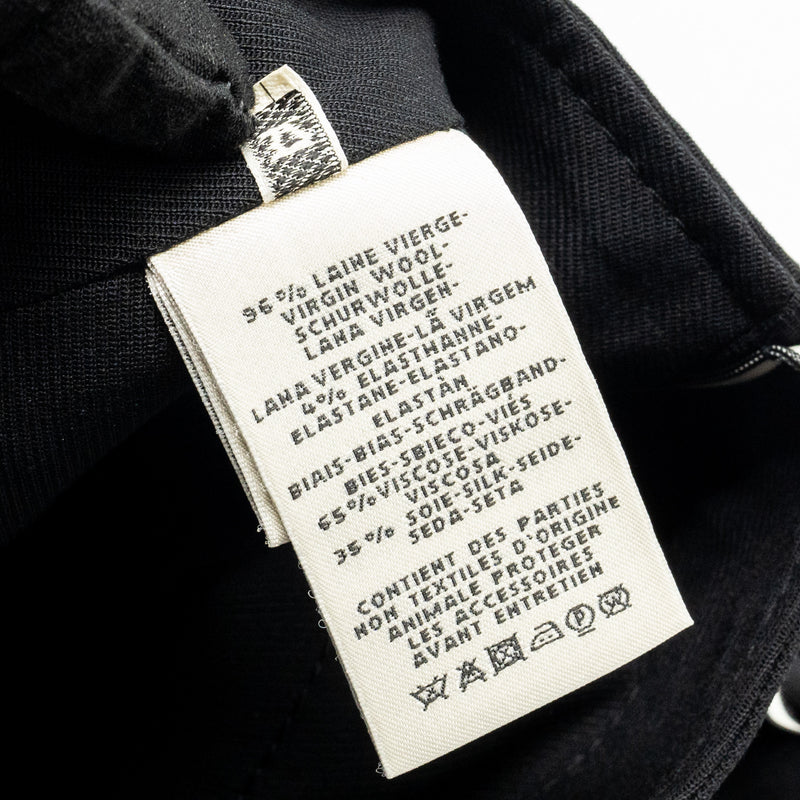 96% LAINE VIERGE-
VIRGIN WOOL-
SCHURWOLLE-
LANA VIRGEN-
LANA VERGINE-LÃ VIRGEM
4% ELASTHANNE-
ELASTANE-ELASTANO-
ELASTAN
BIAIS-BIAS-SCHRÄGBAND-
BIES-SBIECO-VIÉS
65% VISCOSE-VISKOSE-
VISCOSA
35% SOIE-SILK-SEIDE-
SEDA-SETA
CONTIENT DES PARTIES
NON TEXTILES D'ORIGINE
ANIMALE PROTEGER
LES ACCESSOIRES
AVANT ENTRETIEN
P W